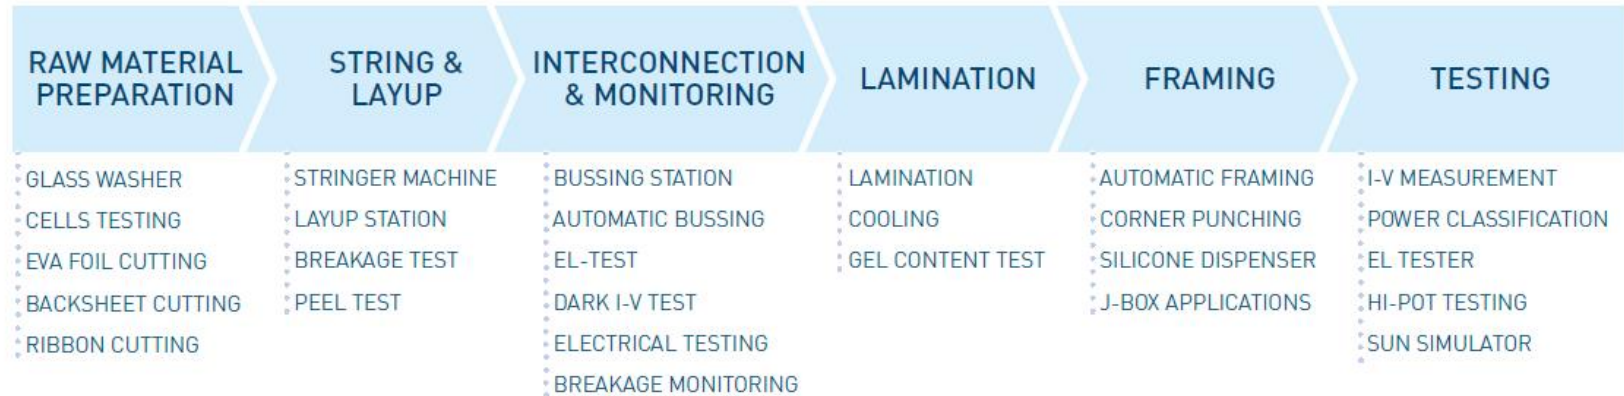 RAW MATERIAL
PREPARATION
GLASS WASHER
CELLS TESTING
EVA FOIL CUTTING
BACKSHEET CUTTING
RIBBON CUTTING
STRING &
LAYUP
STRINGER MACHINE
LAYUP STATION
BREAKAGE TEST
PEEL TEST
INTERCONNECTION
& MONITORING
BUSSING STATION
AUTOMATIC BUSSING
EL-TEST
DARK I-V TEST
ELECTRICAL TESTING
BREAKAGE MONITORING
LAMINATION
LAMINATION
COOLING
GEL CONTENT TEST
FRAMING
AUTOMATIC FRAMING
CORNER PUNCHING
SILICONE DISPENSER
J-BOX APPLICATIONS
TESTING
I-V MEASUREMENT
POWER CLASSIFICATION
EL TESTER
HI-POT TESTING
SUN SIMULATOR